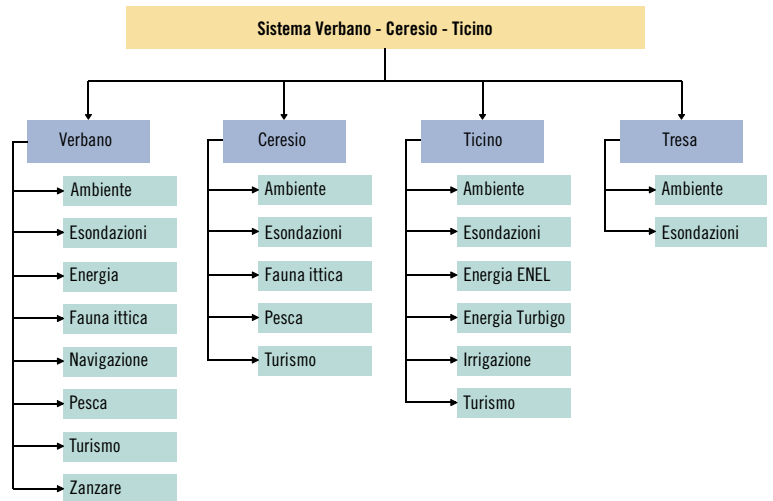 Sistema Verbano - Ceresio - Ticino
Verbano
Ambiente
Esondazioni
Energia
Fauna ittica
Navigazione
Pesca
Turismo
Zanzare
Ceresio
Ambiente
Esondazioni
Fauna ittica
Pesca
Turismo
Ticino
Ambiente
Esondazioni
Energia ENEL
Energia Turbigo
Irrigazione
Turismo
Tresa
Ambiente
Esondazioni